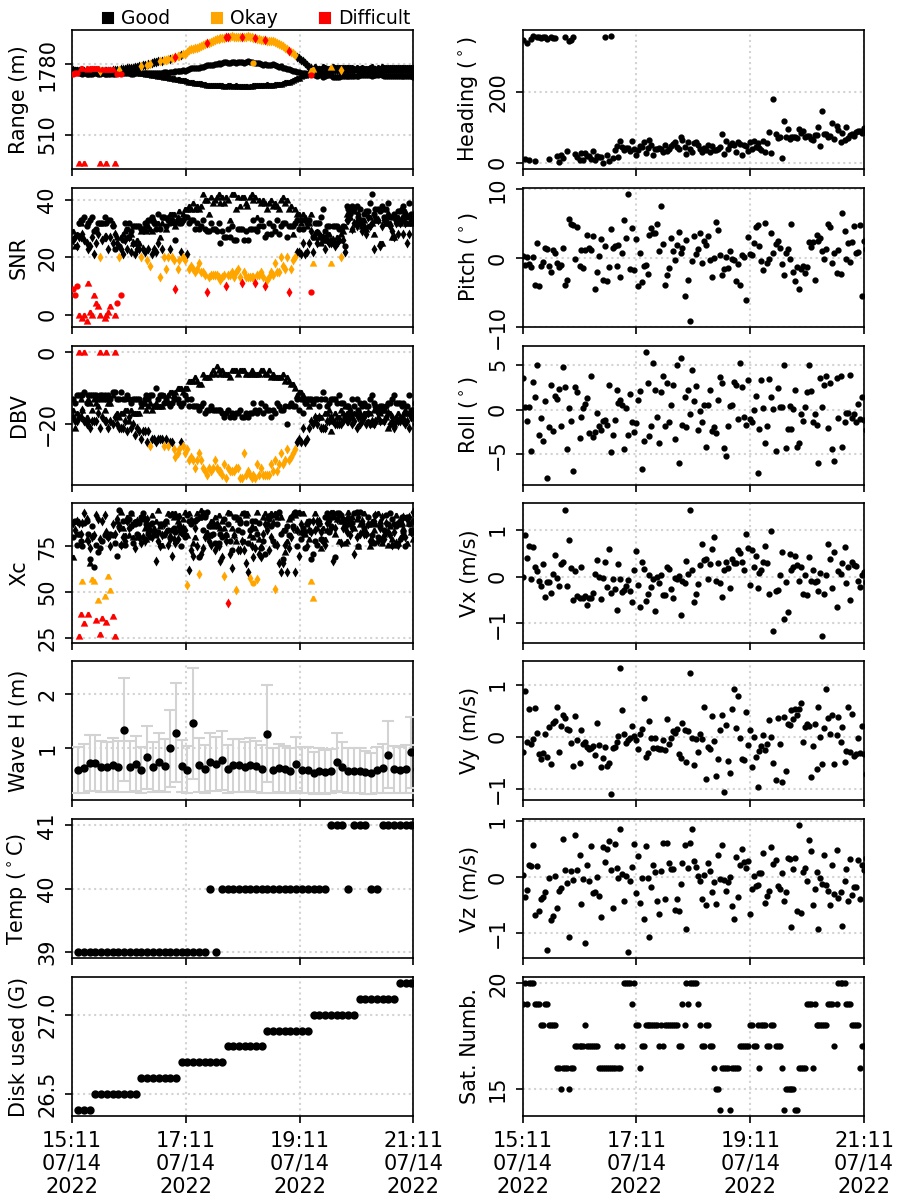 Good Okay Difficult
Range (m)
1780
510
Heading (°)
200
0
SNR
40
20
0
Pitch (°)
10
0
−10
DBV
0
−20
Roll (°)
5
0
−5
Xc
75
50
25
Vx (m/s)
1
0
−1
Wave H (m)
2
1
Vy (m/s)
1
0
−1
Temp (°C)
41
40
39
Vz (m/s)
1
0
−1
Disk used (G)
27.0
26.5
Sat. Numb.
20
15
15:11 17:11 19:11 21:11 15:11 17:11 19:11 21:11
07/14 07/14 07/14 07/14 07/14 07/14 07/14 07/14
2022 2022 2022 2022 2022 2022 2022 2022